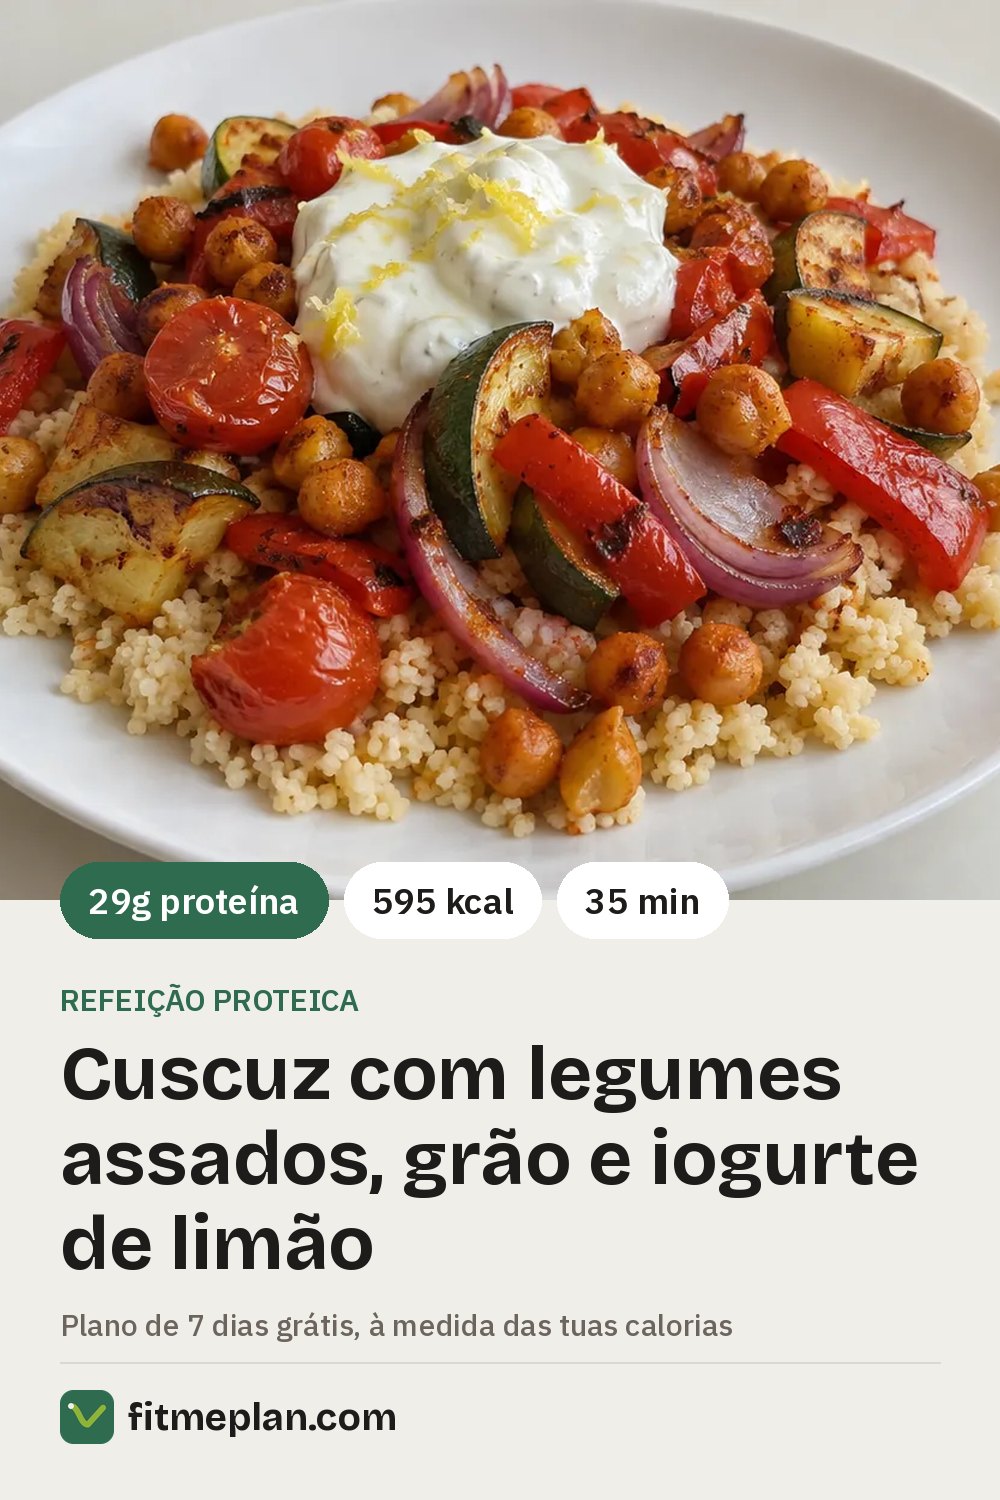 29g proteína
595 kcal
35 min
REFEIÇÃO PROTEICA
Cuscuz com legumes
assados, grão e iogurte
de limão
Plano de 7 dias grátis, à medida das tuas calorias
fitmeplan.com